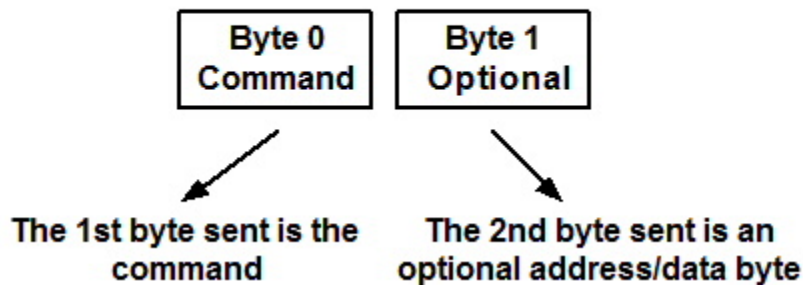 Byte 0
Command
Byte 1
Optional
The 1st byte sent is the
command
The 2nd byte sent is an
optional address/data byte